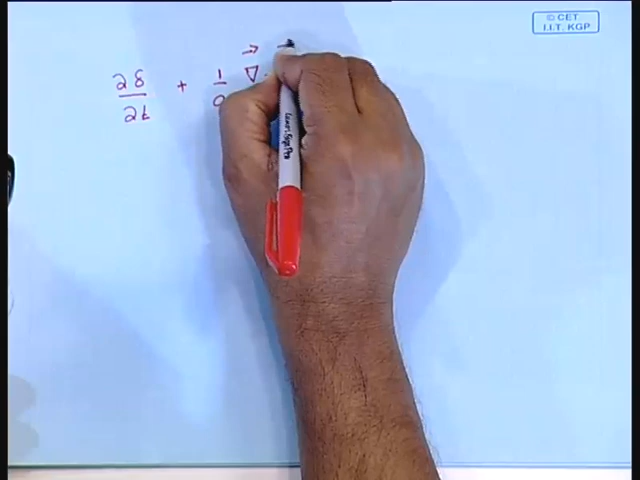 © CET
I.I.T. KGP
∂δ/∂t + 1/a ∇⃗ ·